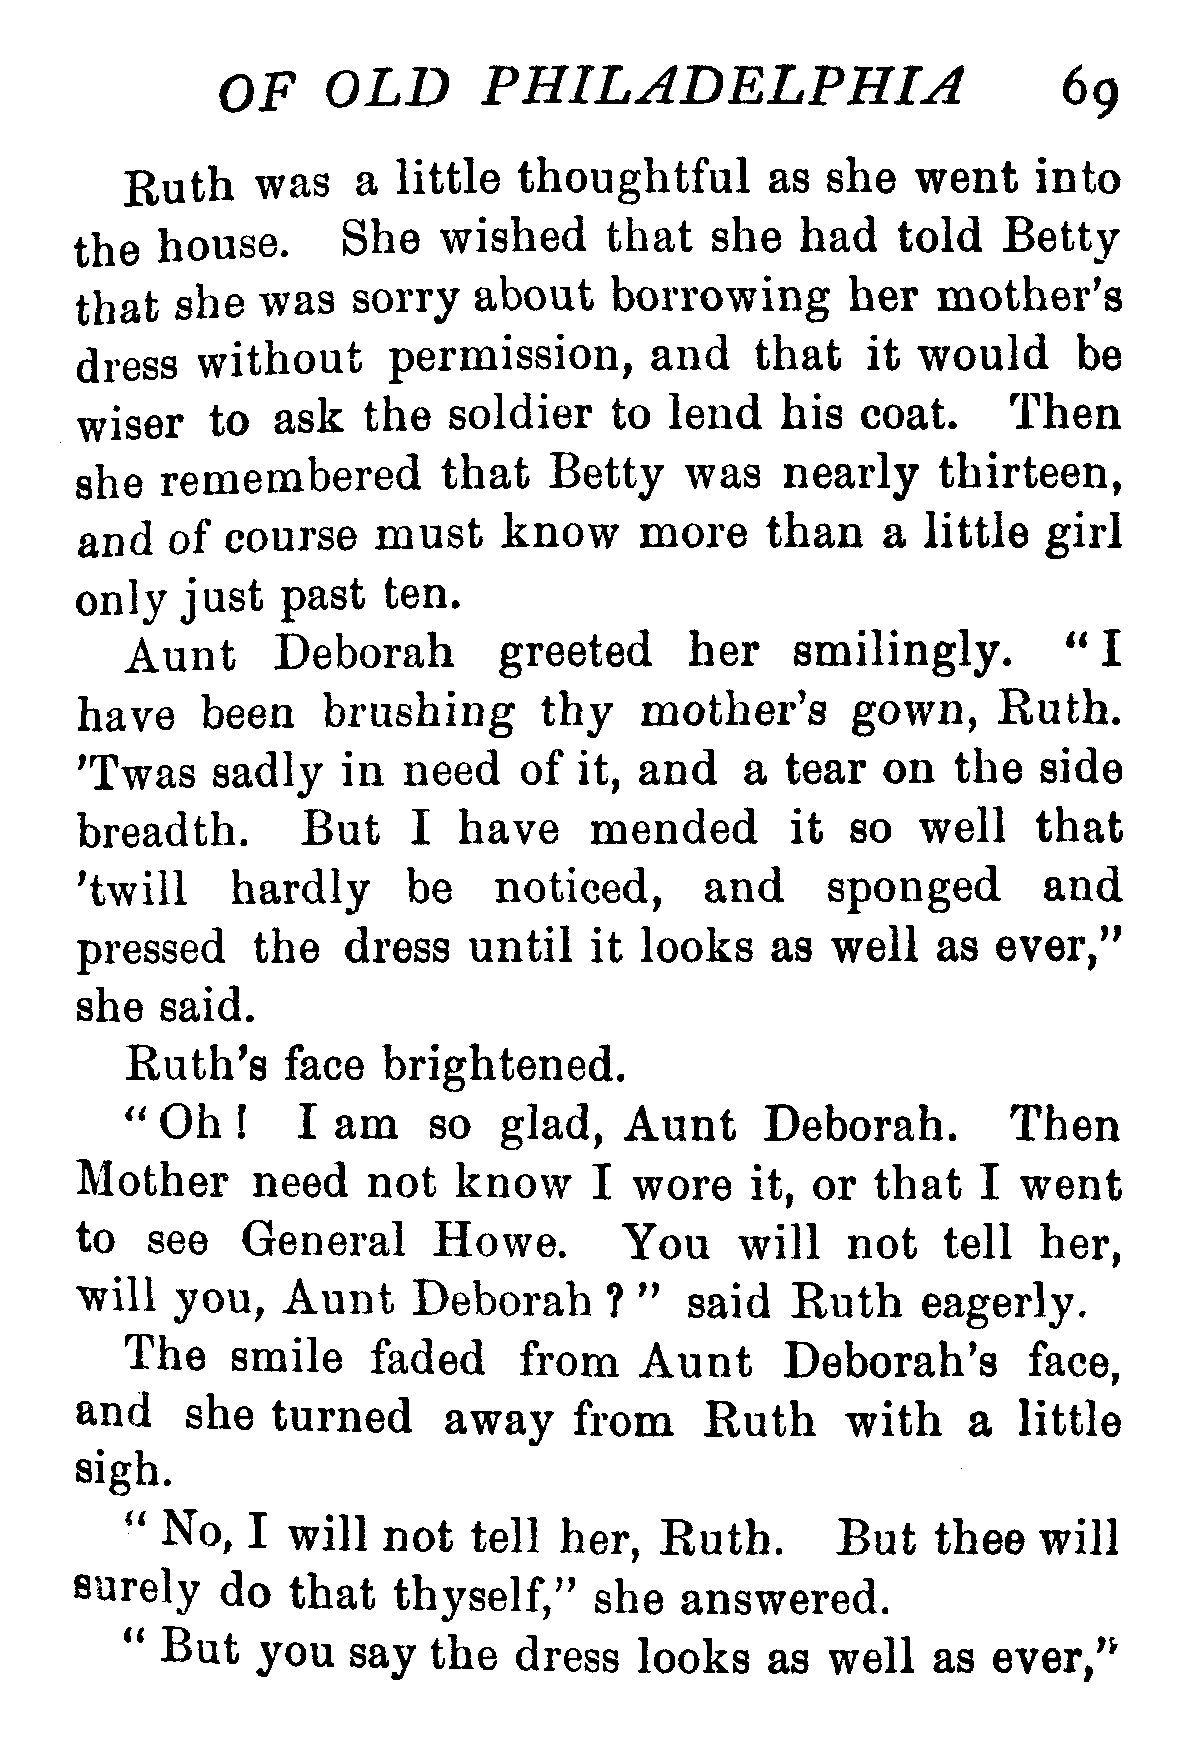 OF OLD PHILADELPHIA 69
Ruth was a little thoughtful as she went into
the house. She wished that she had told Betty
that she was sorry about borrowing her mother's
dress without permission, and that it would be
wiser to ask the soldier to lend his coat. Then
she remembered that Betty was nearly thirteen,
and of course must know more than a little girl
only just past ten.
Aunt Deborah greeted her smilingly. "I
have been brushing thy mother's gown, Ruth.
'Twas sadly in need of it, and a tear on the side
breadth. But I have mended it so well that
'twill hardly be noticed, and sponged and
pressed the dress until it looks as well as ever,"
she said.
Ruth's face brightened.
"Oh! I am so glad, Aunt Deborah. Then
Mother need not know I wore it, or that I went
to see General Howe. You will not tell her,
will you, Aunt Deborah?" said Ruth eagerly.
The smile faded from Aunt Deborah's face,
and she turned away from Ruth with a little
sigh.
"No, I will not tell her, Ruth. But thee will
surely do that thyself," she answered.
"But you say the dress looks as well as ever,"